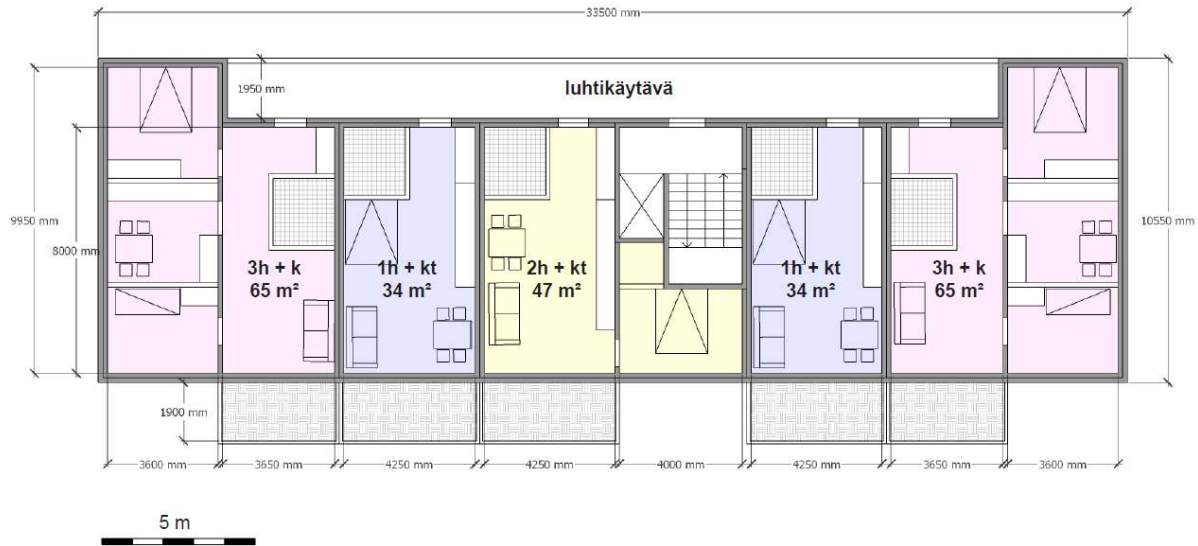 33500 mm
1950 mm
luhtikäytävä
9950 mm
8000 mm
10550 mm
3h + k
65 m²
1h + kt
34 m²
2h + kt
47 m²
1h + kt
34 m²
3h + k
65 m²
1900 mm
3600 mm
3650 mm
4250 mm
4250 mm
4000 mm
4250 mm
3650 mm
3600 mm
5 m